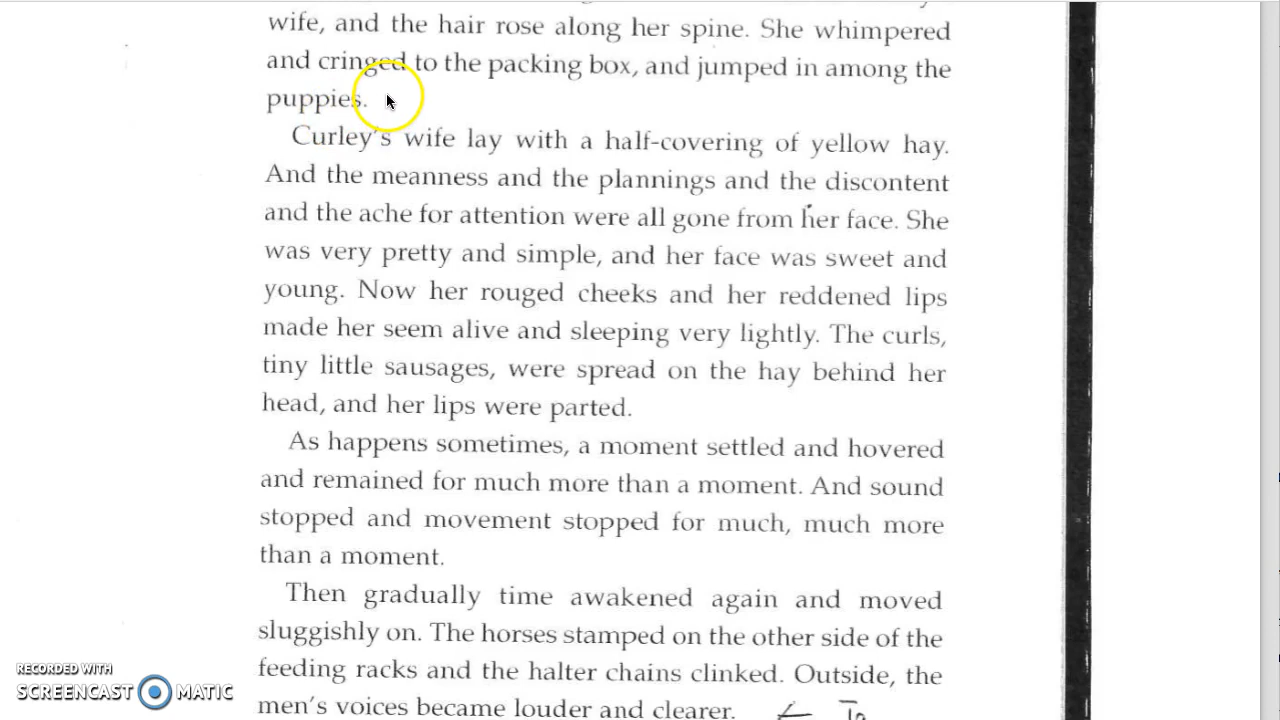 wife, and the hair rose along her spine. She whimpered
and cringed to the packing box, and jumped in among the
puppies.
Curley's wife lay with a half-covering of yellow hay.
And the meanness and the plannings and the discontent
and the ache for attention were all gone from her face. She
was very pretty and simple, and her face was sweet and
young. Now her rouged cheeks and her reddened lips
made her seem alive and sleeping very lightly. The curls,
tiny little sausages, were spread on the hay behind her
head, and her lips were parted.
As happens sometimes, a moment settled and hovered
and remained for much more than a moment. And sound
stopped and movement stopped for much, much more
than a moment.
Then gradually time awakened again and moved
sluggishly on. The horses stamped on the other side of the
feeding racks and the halter chains clinked. Outside, the
men's voices became louder and clearer.
RECORDED WITH
SCREENCAST MATIC